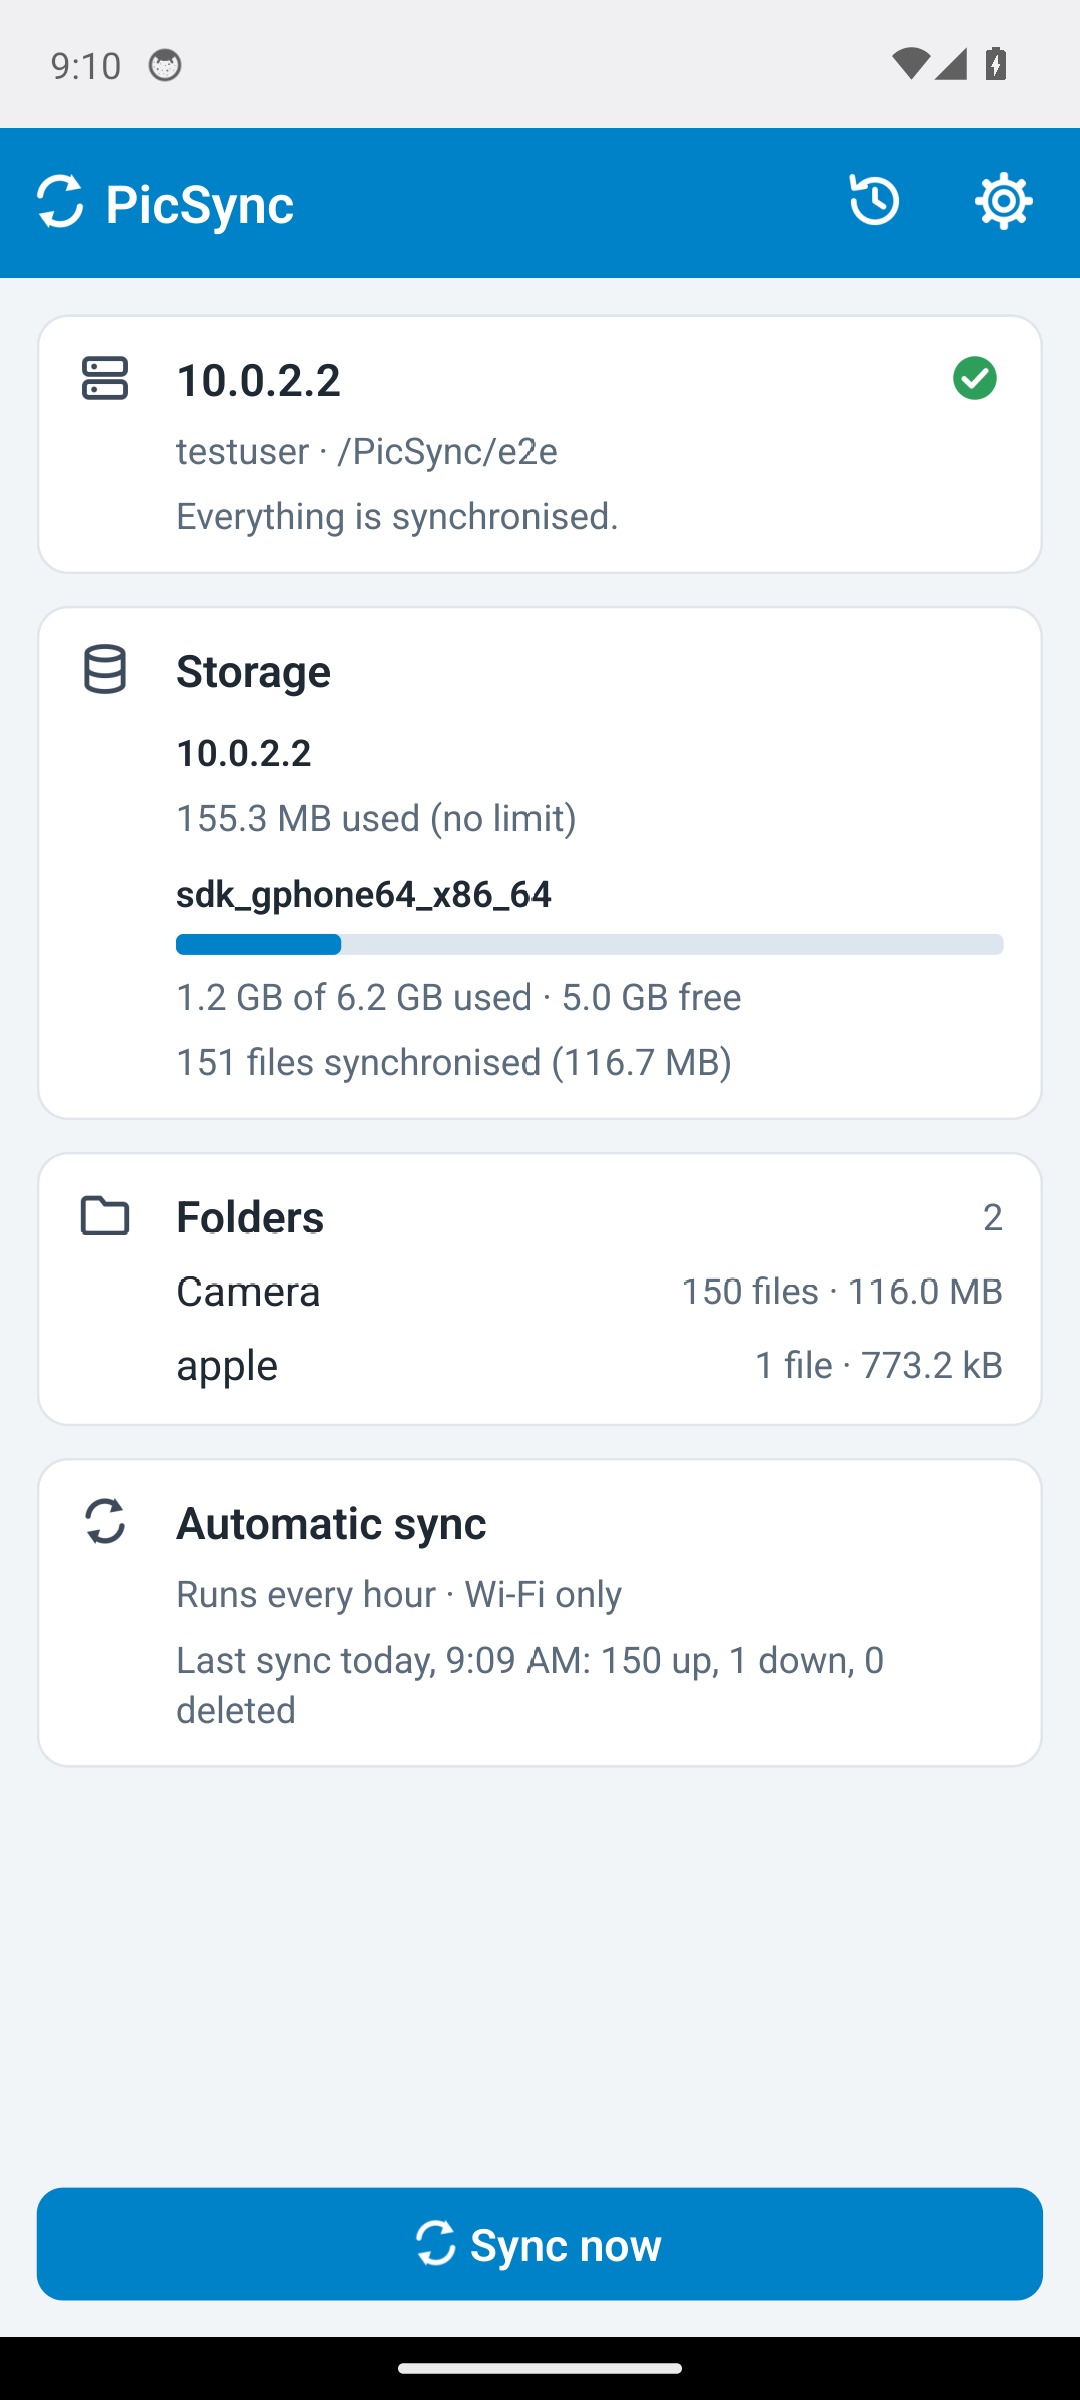 9:10
PicSync
10.0.2.2
testuser · /PicSync/e2e
Everything is synchronised.
Storage
10.0.2.2
155.3 MB used (no limit)
sdk_gphone64_x86_64
1.2 GB of 6.2 GB used · 5.0 GB free
151 files synchronised (116.7 MB)
Folders 2
Camera 150 files · 116.0 MB
apple 1 file · 773.2 kB
Automatic sync
Runs every hour · Wi-Fi only
Last sync today, 9:09 AM: 150 up, 1 down, 0
deleted
Sync now